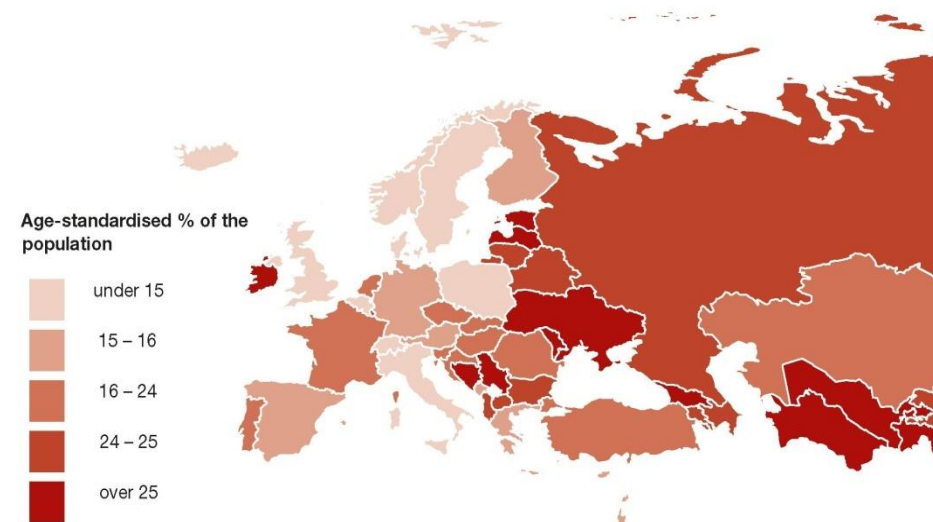 Age-standardised % of the
population
under 15
15 – 16
16 – 24
24 – 25
over 25